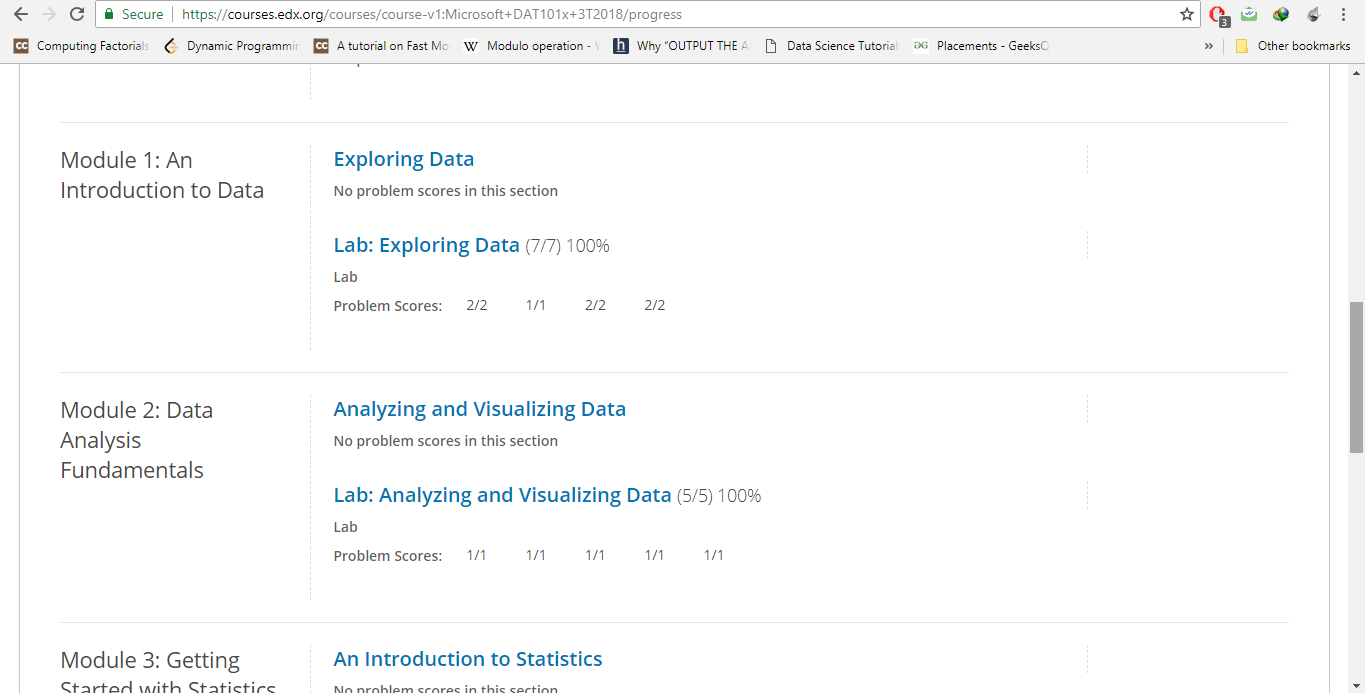 Secure https://courses.edx.org/courses/course-v1:Microsoft+DAT101x+3T2018/progress
3
CC Computing Factorials Dynamic Programmin CC A tutorial on Fast Mo W Modulo operation - h Why "OUTPUT THE A Data Science Tutorial GG Placements - GeeksQ » Other bookmarks
Module 1: An
Introduction to Data
Exploring Data
No problem scores in this section
Lab: Exploring Data (7/7) 100%
Lab
Problem Scores: 2/2 1/1 2/2 2/2
Module 2: Data
Analysis
Fundamentals
Analyzing and Visualizing Data
No problem scores in this section
Lab: Analyzing and Visualizing Data (5/5) 100%
Lab
Problem Scores: 1/1 1/1 1/1 1/1 1/1
Module 3: Getting
Started with Statistics
An Introduction to Statistics
No problem scores in this section